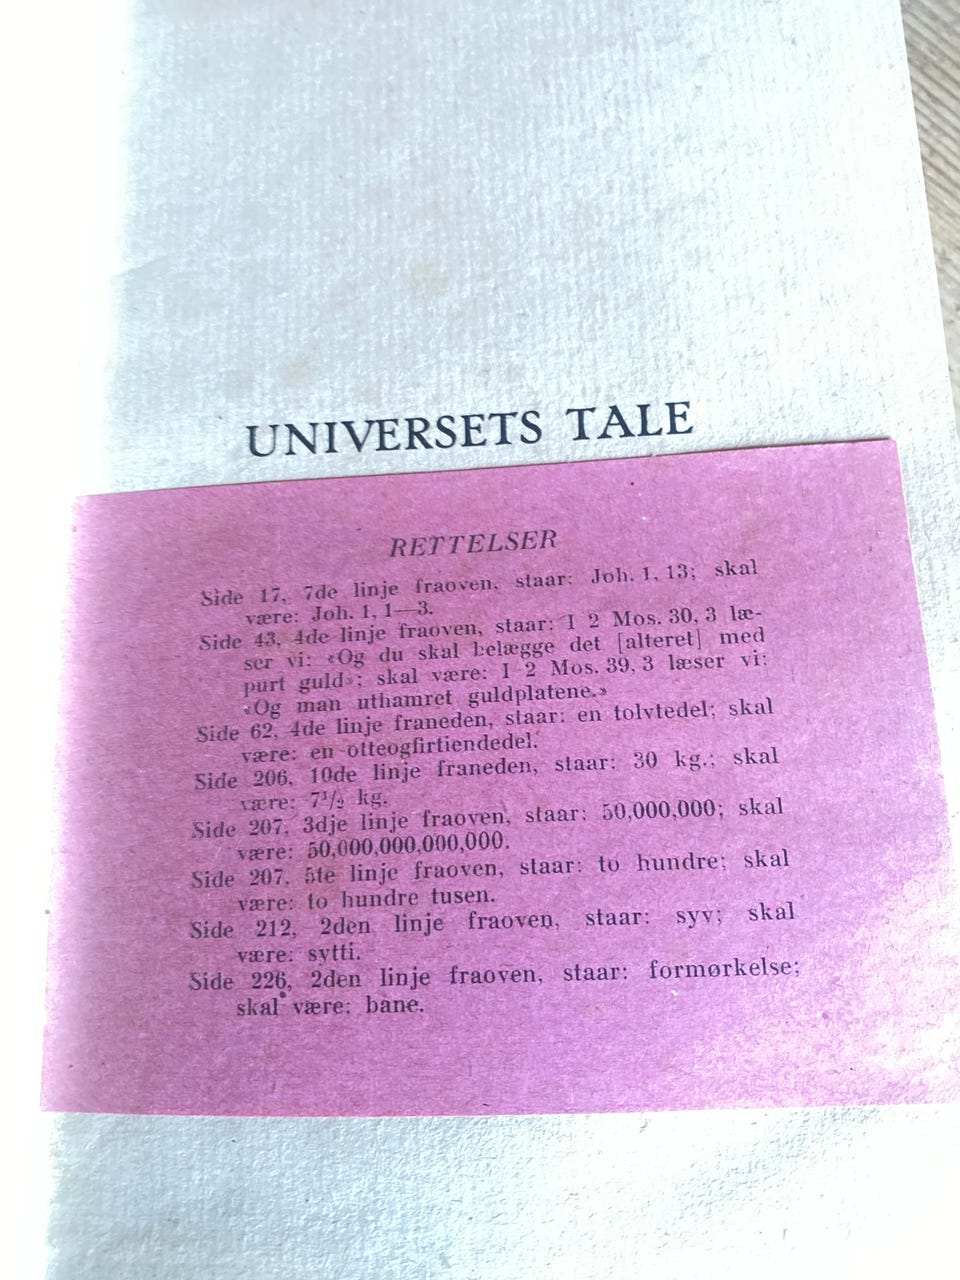 UNIVERSETS TALE
RETTELSER
Side 17, 7de linje fraoven, staar: Joh. 1, 13; skal
være: Joh. 1, 1—3.
Side 43, 4de linje fraoven, staar: I 2 Mos. 30, 3 læ-
ser vi: «Og du skal belægge det [alteret] med
purt guld»; skal være: I 2 Mos. 39, 3 læser vi:
«Og man uthamret guldplatene.»
Side 62, 4de linje franeden, staar: en tolvtedel; skal
være: en otteogfirtiendedel.
Side 206, 10de linje franeden, staar: 30 kg.; skal
være: 7½ kg.
Side 207, 3dje linje fraoven, staar: 50,000,000; skal
være: 50,000,000,000,000.
Side 207, 5te linje fraoven, staar: to hundre; skal
være: to hundre tusen.
Side 212, 2den linje fraoven, staar: syv; skal
være: sytti.
Side 226, 2den linje fraoven, staar: formørkelse;
skal være: bane.